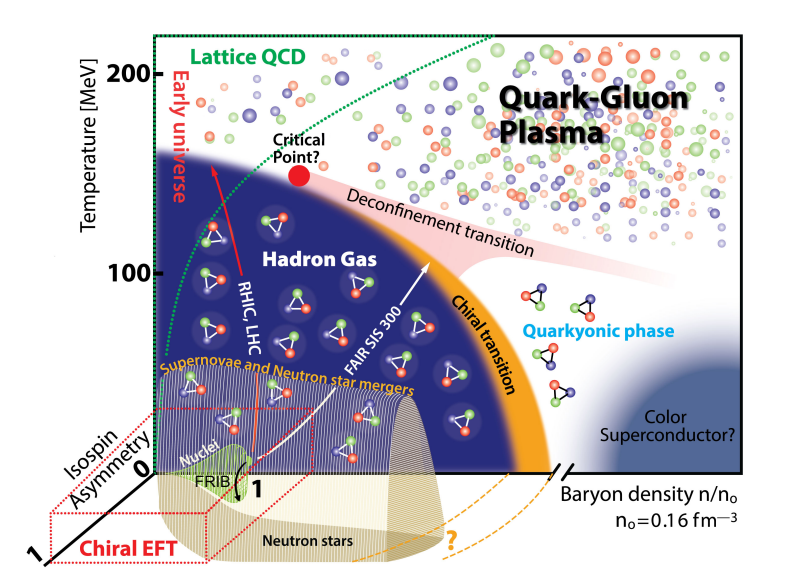 Lattice QCD
200
Temperature [MeV]
Early universe
Quark-Gluon
Plasma
Critical
Point?
Deconfinement transition
Hadron Gas
100
RHIC, LHC
FAIR SIS 300
Chiral transition
Quarkyonic phase
Supernovae and Neutron star mergers
Color
Superconductor?
Isospin
Asymmetry
Nuclei
0
FRIB
1
Baryon density n/n₀
n₀=0.16 fm⁻³
Neutron stars
?
Chiral EFT
1